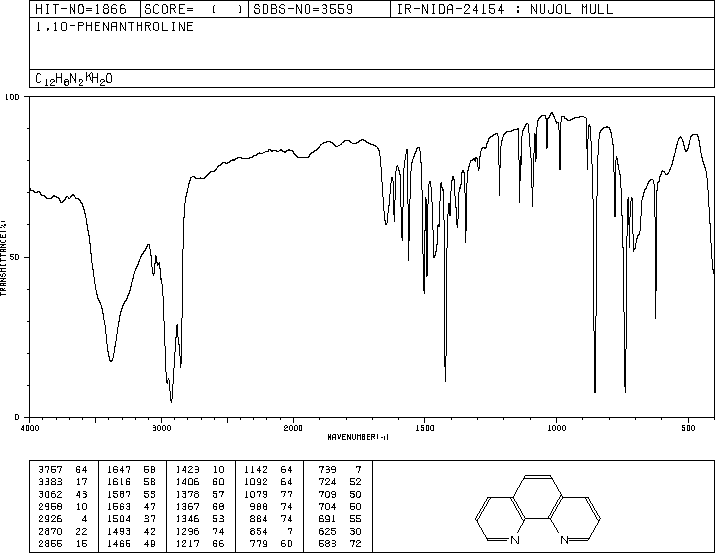 HIT-NO=1866 SCORE= ( ) SDBS-NO=3559 IR-NIDA-24154 : NUJOL MULL
1,10-PHENANTHROLINE
C12H8N2KH2O
100
50
0
TRANSMITTANCE(%)
4000 3000 2000 1500 1000 500
WAVENUMBER(-1)
3757 64 1647 58 1423 10 1142 64 739 7
3383 17 1616 58 1406 60 1092 64 724 52
3062 43 1587 55 1378 57 1079 77 709 50
2958 10 1563 47 1367 60 988 74 704 50
2926 4 1504 37 1346 53 884 74 691 55
2870 22 1493 42 1296 74 854 7 625 30
2855 15 1465 49 1217 66 779 60 583 72
N N